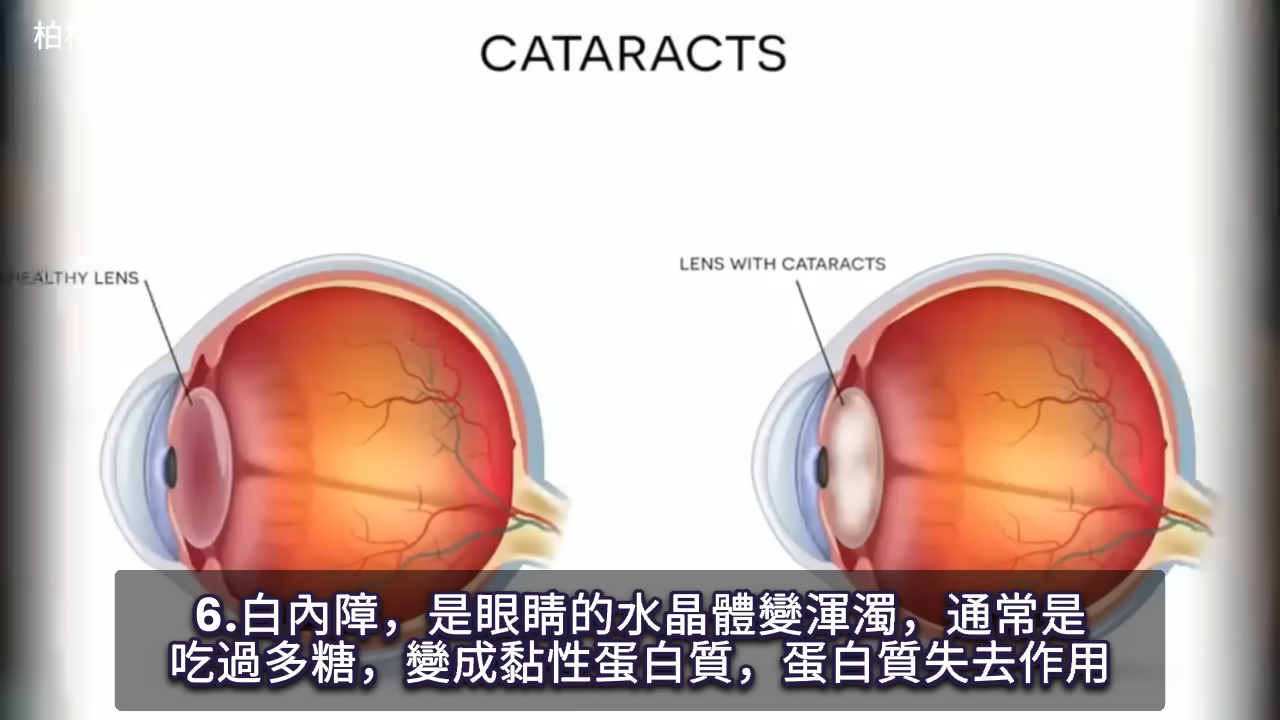 柏
CATARACTS
HEALTHY LENS
LENS WITH CATARACTS
6.白內障，是眼睛的水晶體變渾濁，通常是
吃過多糖，變成黏性蛋白質，蛋白質失去作用